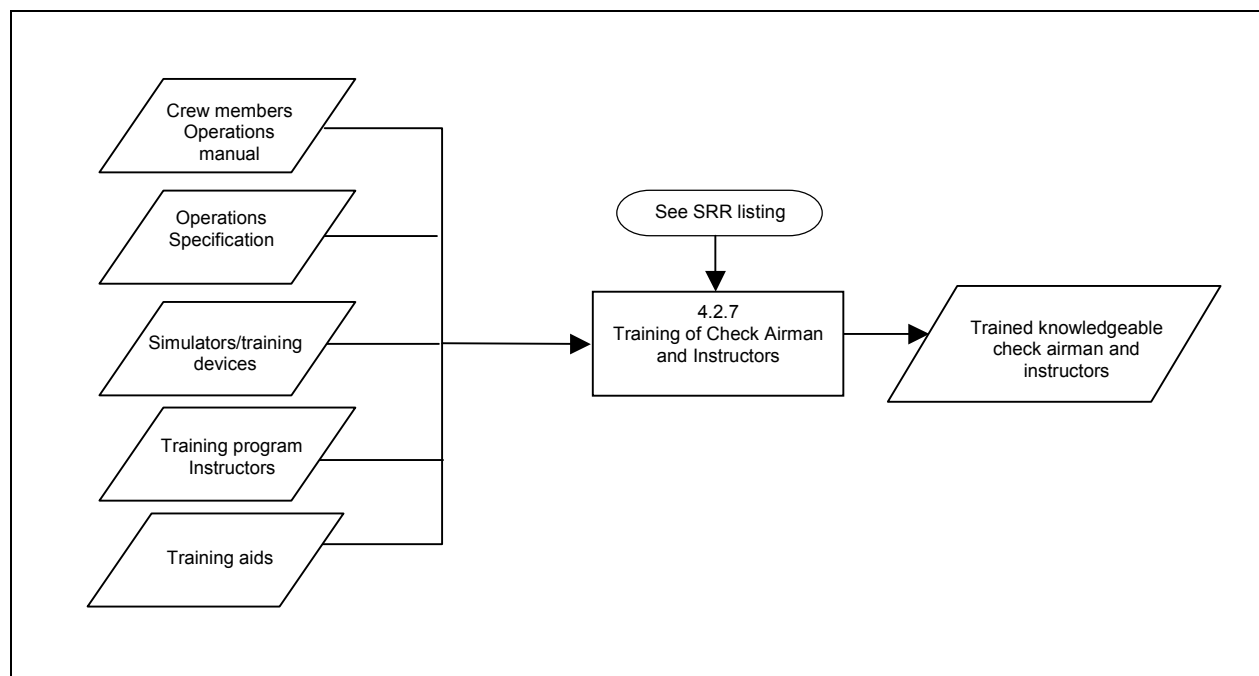 Crew members
Operations
manual
Operations
Specification
Simulators/training
devices
Training program
Instructors
Training aids
See SRR listing
4.2.7
Training of Check Airman
and Instructors
Trained knowledgeable
check airman and
instructors